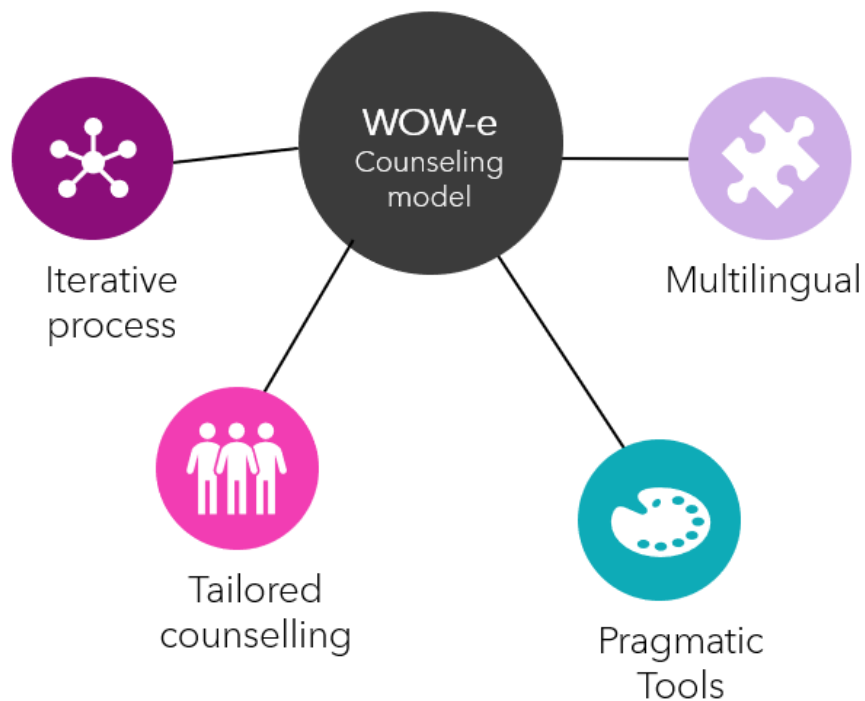 WOW-e
Counseling
model
Iterative
process
Multilingual
Tailored
counselling
Pragmatic
Tools